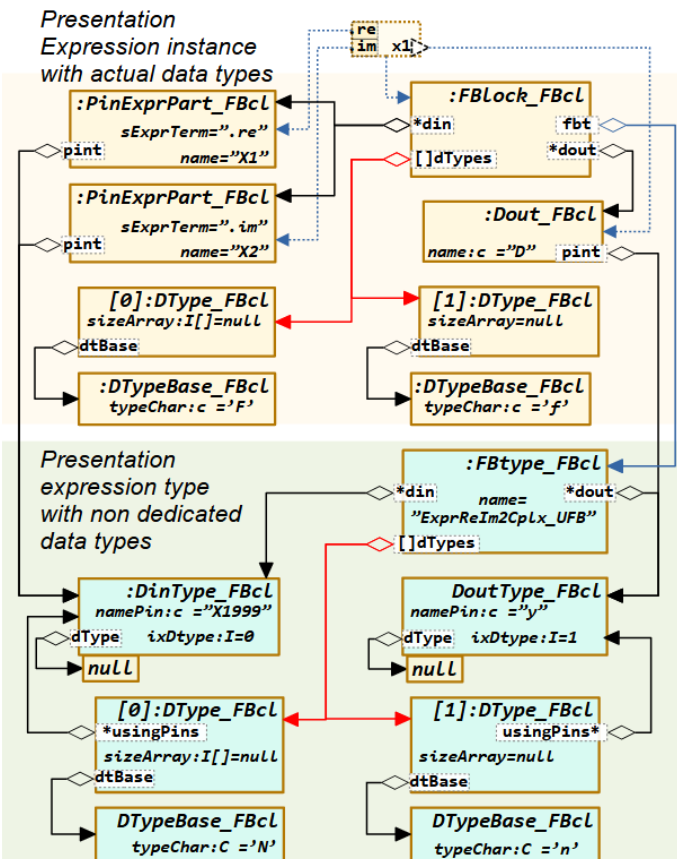 Presentation
Expression instance
with actual data types
re
im x1
:PinExprPart_FBcl
sExprTerm=”.re”
pint
name=”X1”
:FBlock_FBcl
*din
fbt
*dout
[]dTypes
:PinExprPart_FBcl
sExprTerm=”.im”
pint
name=”X2”
:Dout_FBcl
name:c =”D” pint
[0]:DType_FBcl
sizeArray:I[]=null
dtBase
[1]:DType_FBcl
sizeArray=null
dtBase
:DTypeBase_FBcl
typeChar:c =’F’
:DTypeBase_FBcl
typeChar:c =’f’
Presentation
expression type
with non dedicated
data types
:FBtype_FBcl
*din
*dout
name=
”ExprReIm2Cplx_UFB”
[]dTypes
:DinType_FBcl
namePin:c =”X1999”
dType ixDtype:I=0
null
DoutType_FBcl
namePin:c =”y”
dType ixDtype:I=1
null
[0]:DType_FBcl
*usingPins
sizeArray:I[]=null
dtBase
[1]:DType_FBcl
usingPins*
sizeArray=null
dtBase
DTypeBase_FBcl
typeChar:C =’N’
DTypeBase_FBcl
typeChar:C =’n’